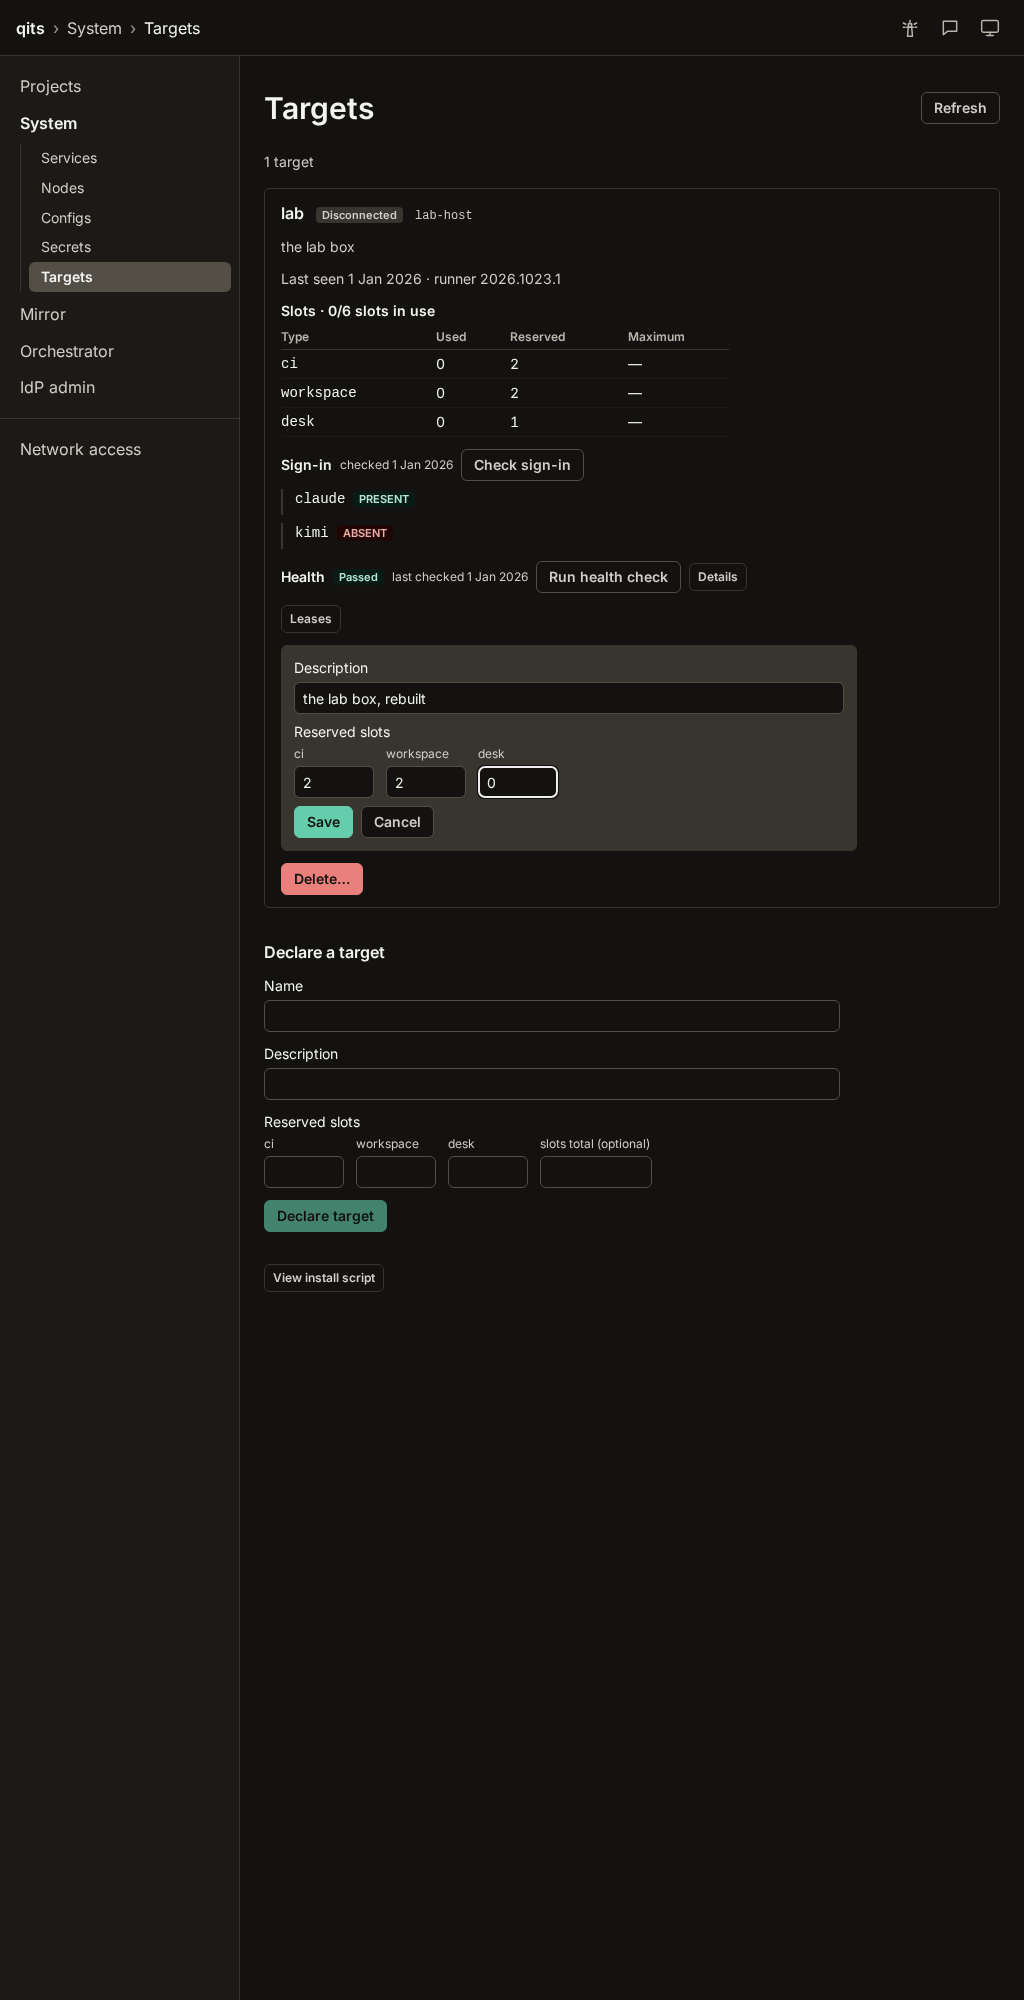 qits › System › Targets
Projects
System
Services
Nodes
Configs
Secrets
Targets
Mirror
Orchestrator
IdP admin
Network access
Targets
Refresh
1 target
lab Disconnected lab-host
the lab box
Last seen 1 Jan 2026 · runner 2026.1023.1
Slots · 0/6 slots in use
Type Used Reserved Maximum
ci 0 2 —
workspace 0 2 —
desk 0 1 —
Sign-in checked 1 Jan 2026 Check sign-in
claude PRESENT
kimi ABSENT
Health Passed last checked 1 Jan 2026 Run health check Details
Leases
Description
the lab box, rebuilt
Reserved slots
ci workspace desk
2 2 0
Save Cancel
Delete...
Declare a target
Name
Description
Reserved slots
ci workspace desk slots total (optional)
Declare target
View install script